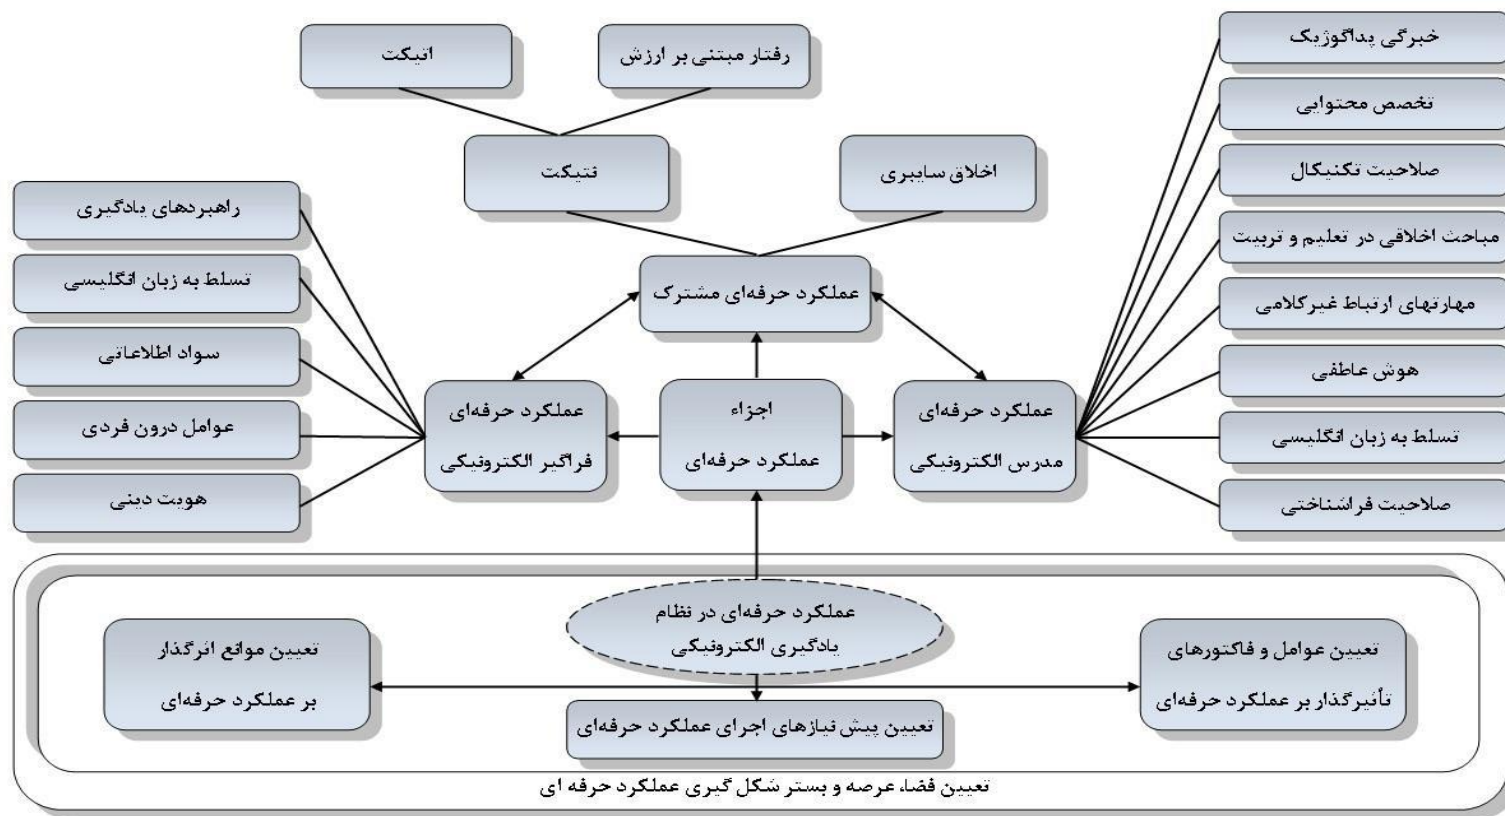 اتیکت
رفتار مبتنی بر ارزش
خبرگی پداگوژیک
تخصص محتوایی
نتیکت
اخلاق سایبری
صلاحیت تکنیکال
راهبردهای یادگیری
مباحث اخلاقی در تعلیم و تربیت
تسلط به زبان انگلیسی
عملکرد حرفه‌ای مشترک
مهارتهای ارتباط غیرکلامی
سواد اطلاعاتی
هوش عاطفی
عملکرد حرفه‌ای
فراگیر الکترونیکی
اجزاء
عملکرد حرفه‌ای
عملکرد حرفه‌ای
مدرس الکترونیکی
عوامل درون فردی
تسلط به زبان انگلیسی
هویت دینی
صلاحیت فراشناختی
عملکرد حرفه‌ای در نظام
یادگیری الکترونیکی
تعیین عوامل و فاکتورهای
تأثیرگذار بر عملکرد حرفه‌ای
تعیین موانع اثرگذار
بر عملکرد حرفه‌ای
تعیین پیش نیازهای اجرای عملکرد حرفه‌ای
تعیین فضا، عرصه و بستر شکل گیری عملکرد حرفه ای